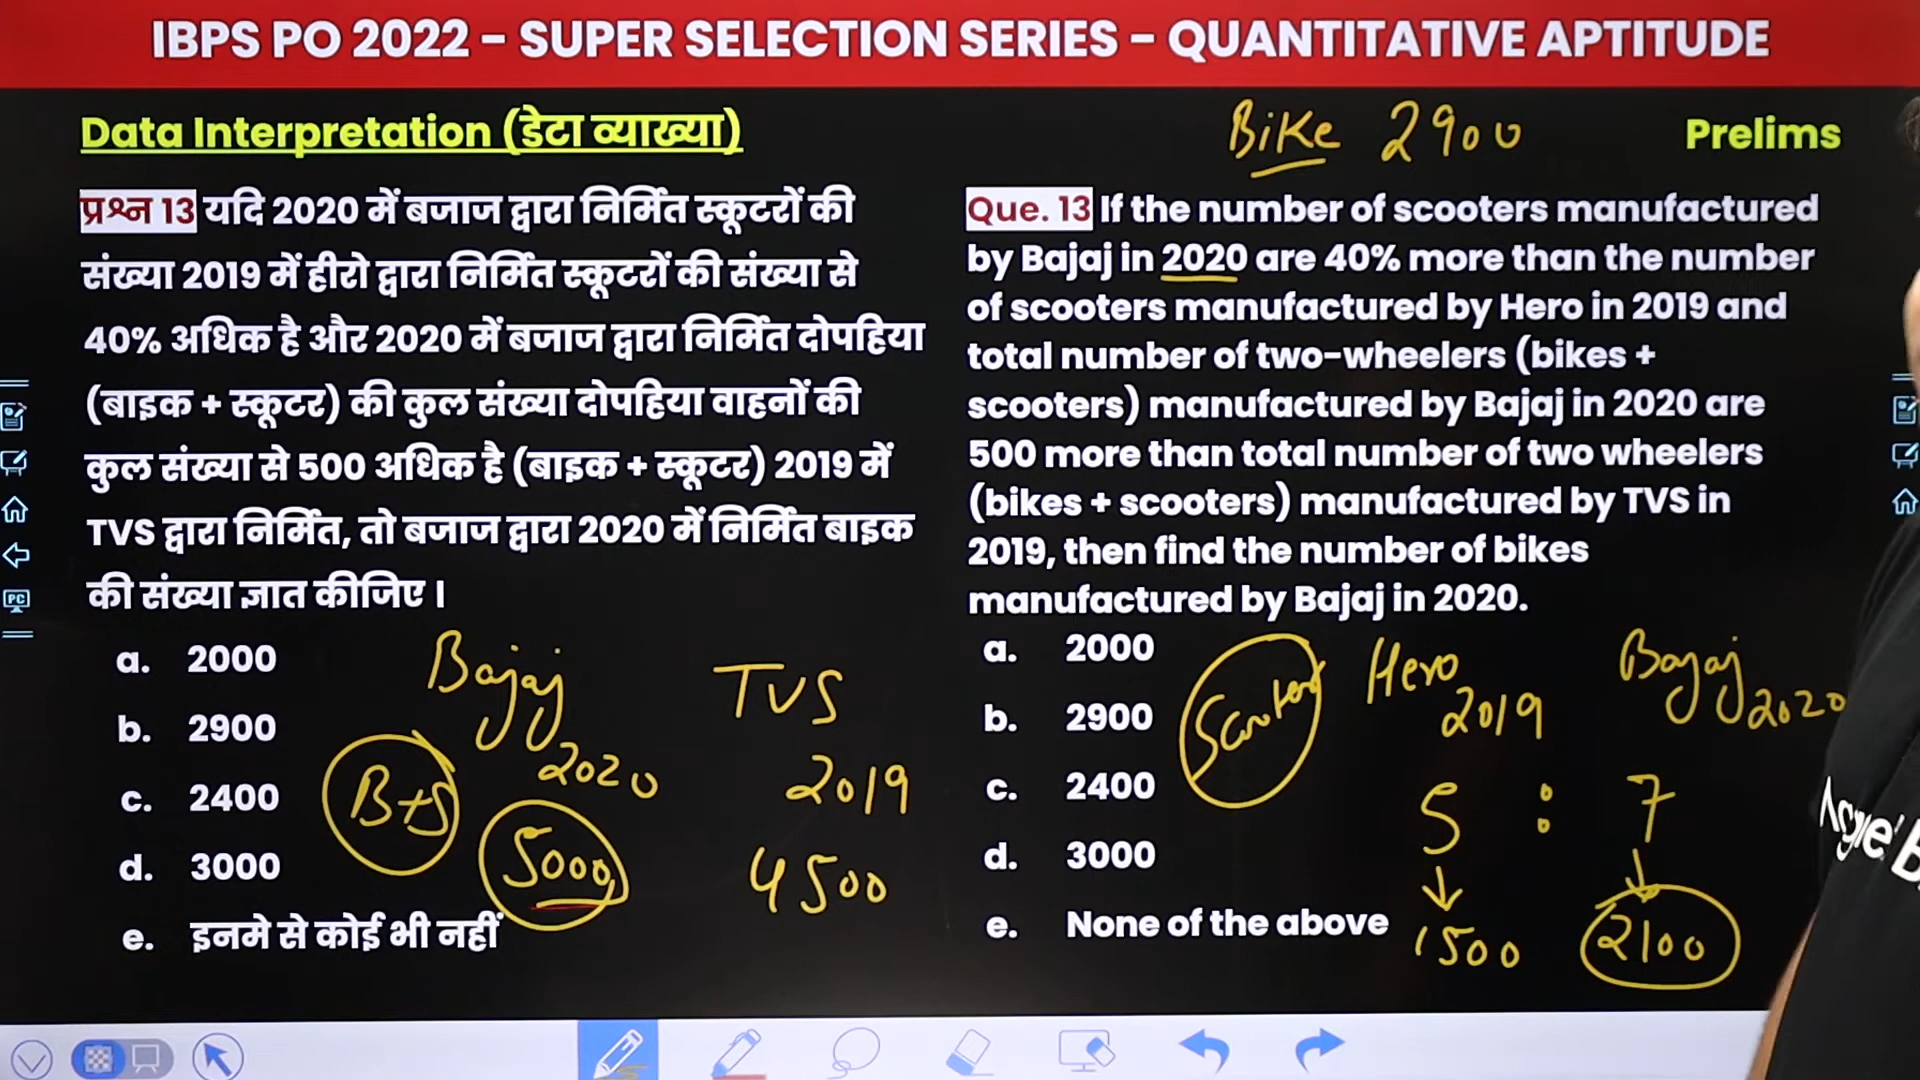 IBPS PO 2022 – SUPER SELECTION SERIES – QUANTITATIVE APTITUDE
Data Interpretation (डेटा व्याख्या)
Bike 2900
Prelims
प्रश्न 13 यदि 2020 में बजाज द्वारा निर्मित स्कूटरों की
संख्या 2019 में हीरो द्वारा निर्मित स्कूटरों की संख्या से
40% अधिक है और 2020 में बजाज द्वारा निर्मित दोपहिया
(बाइक + स्कूटर) की कुल संख्या दोपहिया वाहनों की
कुल संख्या से 500 अधिक है (बाइक + स्कूटर) 2019 में
TVS द्वारा निर्मित, तो बजाज द्वारा 2020 में निर्मित बाइक
की संख्या ज्ञात कीजिए।
a. 2000
b. 2900
c. 2400
d. 3000
e. इनमे से कोई भी नहीं
Bajaj TVS
2020 2019
B+S
5000 4500
Que. 13 If the number of scooters manufactured
by Bajaj in 2020 are 40% more than the number
of scooters manufactured by Hero in 2019 and
total number of two-wheelers (bikes +
scooters) manufactured by Bajaj in 2020 are
500 more than total number of two wheelers
(bikes + scooters) manufactured by TVS in
2019, then find the number of bikes
manufactured by Bajaj in 2020.
a. 2000
b. 2900
c. 2400
d. 3000
e. None of the above
Hero Bajaj
2019 2020
5 : 7
1500 2100
PC